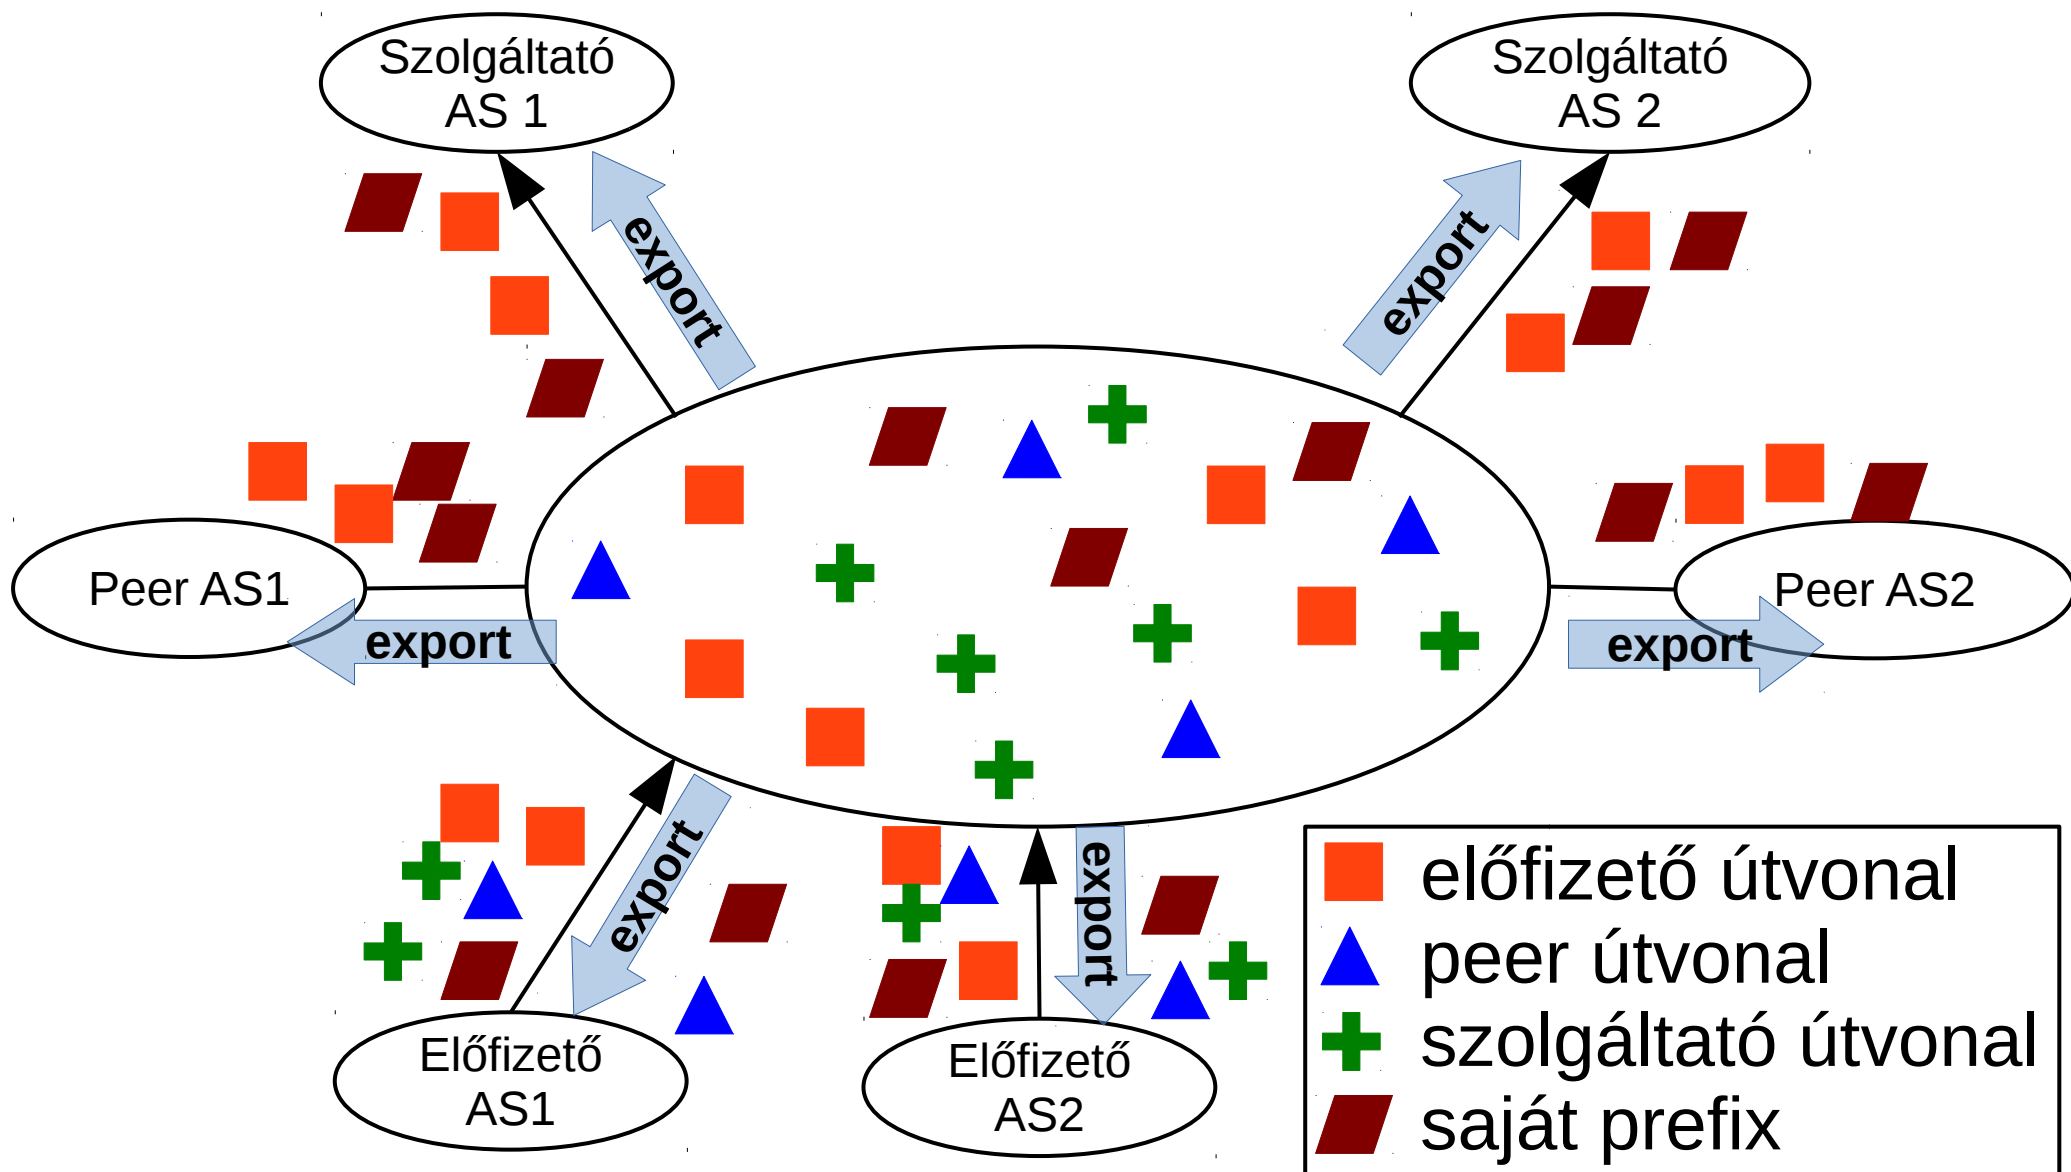 Szolgáltató
AS 1
Szolgáltató
AS 2
export
export
Peer AS1
Peer AS2
export
export
export
export
Előfizető
AS1
Előfizető
AS2
előfizető útvonal
peer útvonal
szolgáltató útvonal
saját prefix